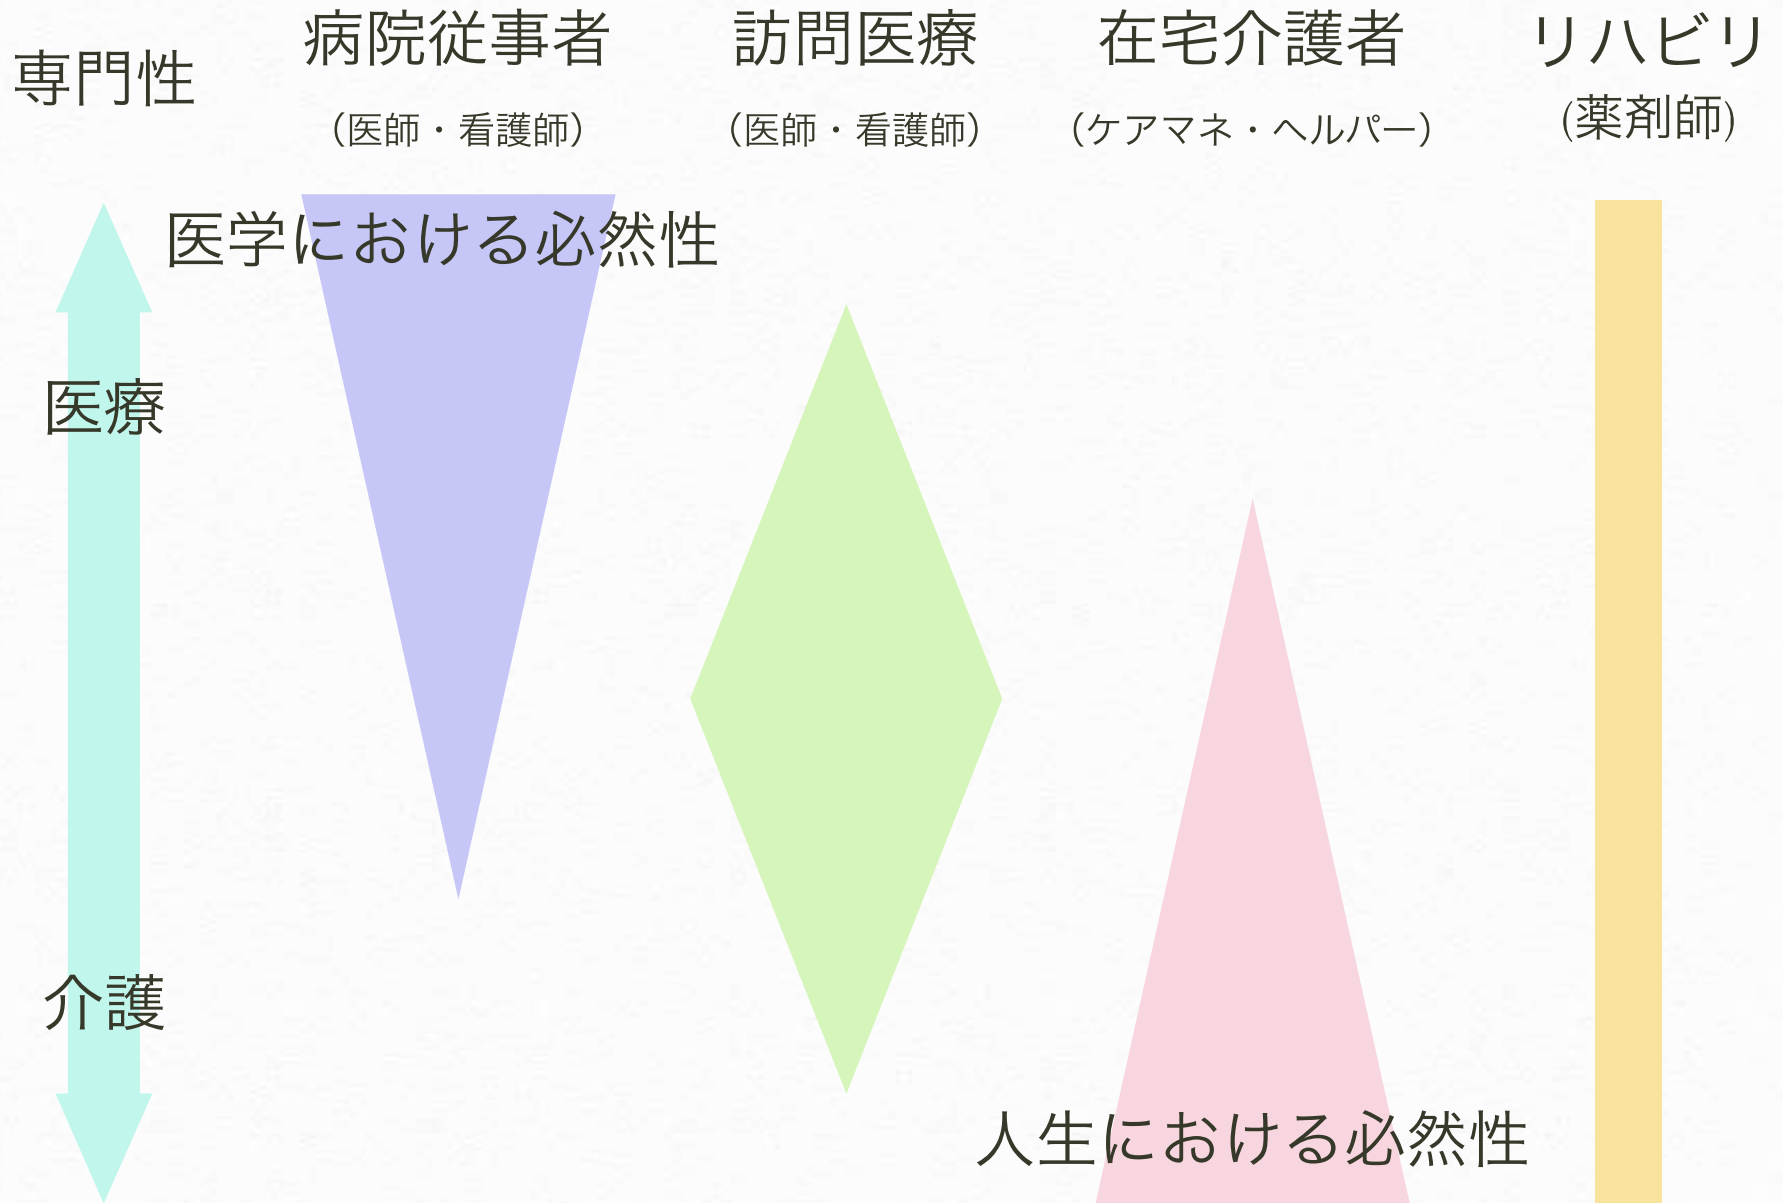 専門性
病院従事者
（医師・看護師）
訪問医療
（医師・看護師）
在宅介護者
（ケアマネ・ヘルパー）
リハビリ
(薬剤師)
医学における必然性
医療
介護
人生における必然性